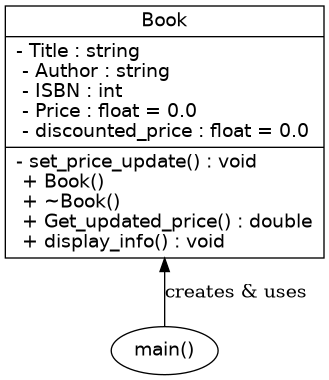 Book
- Title : string
- Author : string
- ISBN : int
- Price : float = 0.0
- discounted_price : float = 0.0
- set_price_update() : void
+ Book()
+ ~Book()
+ Get_updated_price() : double
+ display_info() : void
creates & uses
main()